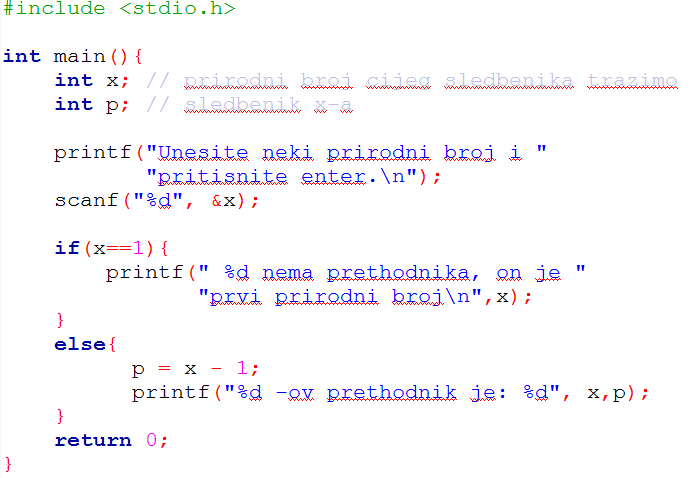 #include <stdio.h>
int main(){
int x; // prirodni broj cijeg sledbenika trazimo
int p; // sledbenik x-a
printf("Unesite neki prirodni broj i "
"pritisnite enter.\n");
scanf("%d", &x);
if(x==1){
printf(" %d nema prethodnika, on je "
"prvi prirodni broj\n",x);
}
else{
p = x - 1;
printf("%d -ov prethodnik je: %d", x,p);
}
return 0;
}